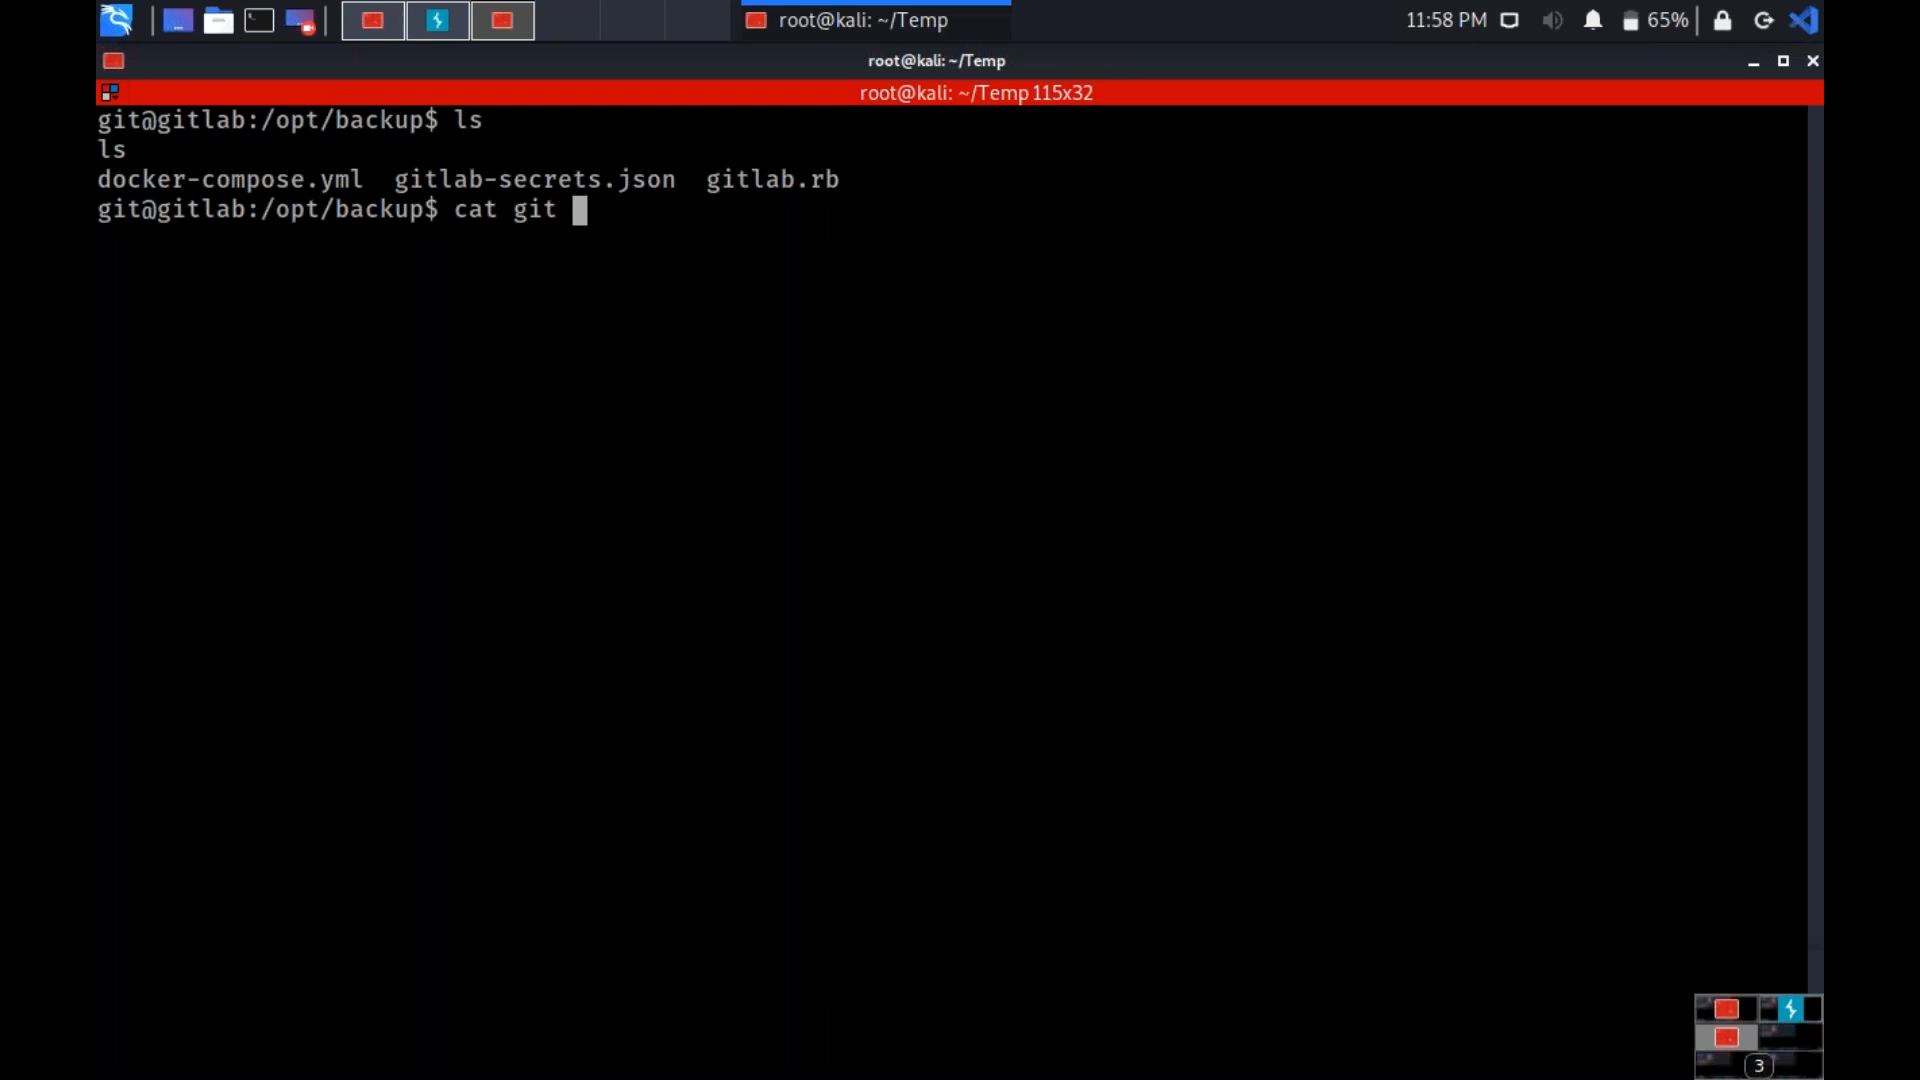 root@kali: ~/Temp
11:58 PM
65%
root@kali: ~/Temp
root@kali: ~/Temp 115x32
git@gitlab:/opt/backup$ ls
ls
docker-compose.yml  gitlab-secrets.json  gitlab.rb
git@gitlab:/opt/backup$ cat git
3